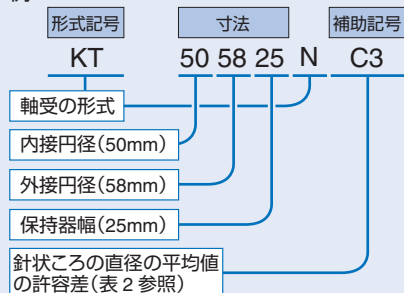 形式記号 寸法 補助記号
KT 50 58 25 N C3
軸受の形式
内接円径(50mm)
外接円径(58mm)
保持器幅(25mm)
針状ころの直径の平均値
の許容差(表 2 参照)